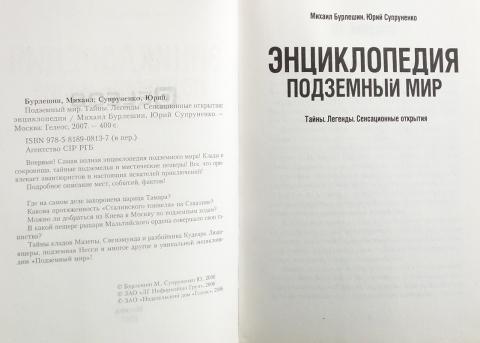 Бурлешин, Михаил; Супруненко, Юрий.
Подземный мир. Тайны. Легенды. Сенсационные открытия:
энциклопедия / Михаил Бурлешин, Юрий Супруненко. –
Москва: Гелеос, 2007. – 400 с.
ISBN 978-5-8189-0813-7 (в пер.)
Агентство CIP РГБ
Впервые! Самая полная энциклопедия подземного мира! Клады и
сокровища, тайные подземелья и мистические пещеры! Все, что при-
влекает авантюристов и настоящих искателей приключений!
Подробное описание мест, событий, фактов!
Где на самом деле захоронена царица Тамара?
Какова протяженность «Сталинского тоннеля» на Сахалин?
Можно ли добраться из Киева в Москву по подземным ходам?
В какой пещере рыцари Мальтийского ордена совершали свои та-
инства?
Тайны кладов Мазепы, Сигизмунда и разбойника Кудеяра. Люди-
ящеры, подземная Несси и многое другое в уникальной энциклопе-
дии «Подземный мир»!
© Бурлешин М., Супруненко Ю., 2006
© ЗАО «ЛГ Информэйшн Груп», 2006
© ЗАО «Издательский дом «Гелеос», 2006
Михаил Бурлешин. Юрий Супруненко
ЭНЦИКЛОПЕДИЯ
ПОДЗЕМНЫЙ МИР
Тайны. Легенды. Сенсационные открытия